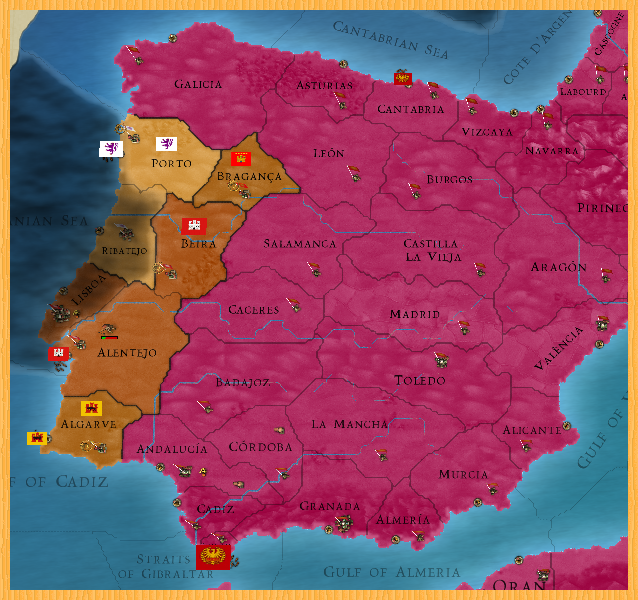 CANTABRIAN SEA
COTE D'ARGEN
GASCOGNE
GALICIA
ASTURIAS
CANTABRIA
LABOURD
A
VIZCAYA
NAVARRA
PORTO
BRAGANÇA
LEÓN
BURGOS
PIRINEO
NIAN SPA
RIBATEJO
BEIRA
SALAMANCA
CASTILLA
LA VIEJA
ARAGÓN
LISBOA
CACERES
MADRID
VALENCIA
ALENTEJO
BADAJOZ
TOLEDO
ALGARVE
ANDALUCIA
CÓRDOBA
LA MANCHA
ALICANTE
GULF OF V
F OF CADIZ
MURCIA
CADIZ
GRANADA
ALMERÍA
STRAITS
OF GIBRALTAR
GULF OF ALMERIA
ORAN